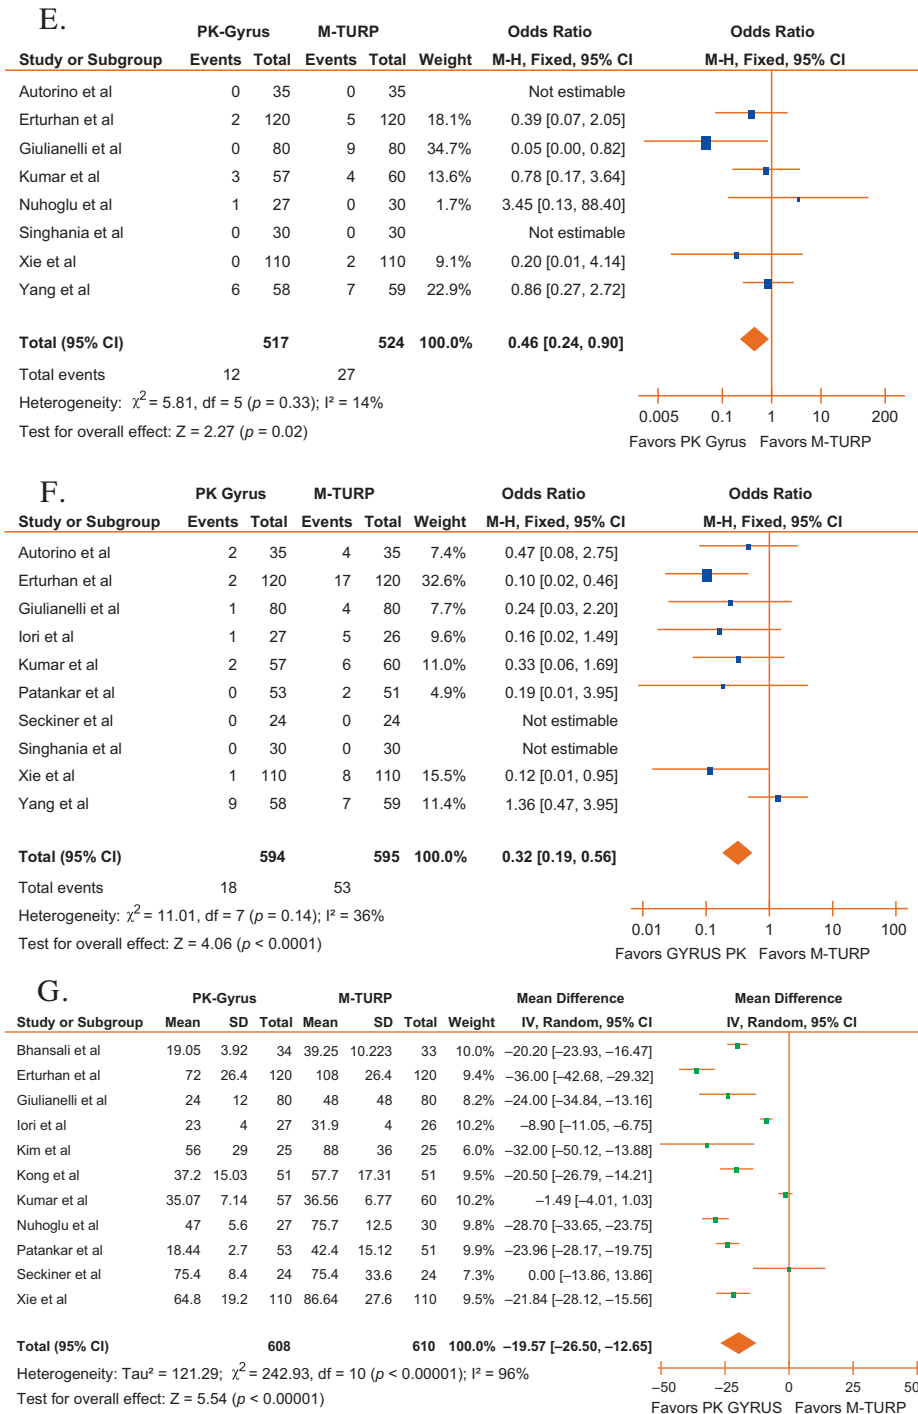 E.
PK-Gyrus M-TURP Odds Ratio Odds Ratio
Study or Subgroup Events Total Events Total Weight M-H, Fixed, 95% CI M-H, Fixed, 95% CI
Autorino et al 0 35 0 35 Not estimable
Erturhan et al 2 120 5 120 18.1% 0.39 [0.07, 2.05]
Giulianelli et al 0 80 9 80 34.7% 0.05 [0.00, 0.82]
Kumar et al 3 57 4 60 13.6% 0.78 [0.17, 3.64]
Nuhoglu et al 1 27 0 30 1.7% 3.45 [0.13, 88.40]
Singhania et al 0 30 0 30 Not estimable
Xie et al 0 110 2 110 9.1% 0.20 [0.01, 4.14]
Yang et al 6 58 7 59 22.9% 0.86 [0.27, 2.72]
Total (95% CI) 517 524 100.0% 0.46 [0.24, 0.90]
Total events 12 27
Heterogeneity: χ² = 5.81, df = 5 (p = 0.33); I² = 14%
Test for overall effect: Z = 2.27 (p = 0.02)
0.005 0.1 1 10 200
Favors PK Gyrus Favors M-TURP
F.
PK Gyrus M-TURP Odds Ratio Odds Ratio
Study or Subgroup Events Total Events Total Weight M-H, Fixed, 95% CI M-H, Fixed, 95% CI
Autorino et al 2 35 4 35 7.4% 0.47 [0.08, 2.75]
Erturhan et al 2 120 17 120 32.6% 0.10 [0.02, 0.46]
Giulianelli et al 1 80 4 80 7.7% 0.24 [0.03, 2.20]
Iori et al 1 27 5 26 9.6% 0.16 [0.02, 1.49]
Kumar et al 2 57 6 60 11.0% 0.33 [0.06, 1.69]
Patankar et al 0 53 2 51 4.9% 0.19 [0.01, 3.95]
Seckiner et al 0 24 0 24 Not estimable
Singhania et al 0 30 0 30 Not estimable
Xie et al 1 110 8 110 15.5% 0.12 [0.01, 0.95]
Yang et al 9 58 7 59 11.4% 1.36 [0.47, 3.95]
Total (95% CI) 594 595 100.0% 0.32 [0.19, 0.56]
Total events 18 53
Heterogeneity: χ² = 11.01, df = 7 (p = 0.14); I² = 36%
Test for overall effect: Z = 4.06 (p < 0.0001)
0.01 0.1 1 10 100
Favors GYRUS PK Favors M-TURP
G.
PK-Gyrus M-TURP Mean Difference Mean Difference
Study or Subgroup Mean SD Total Mean SD Total Weight IV, Random, 95% CI IV, Random, 95% CI
Bhansali et al 19.05 3.92 34 39.25 10.223 33 10.0% −20.20 [−23.93, −16.47]
Erturhan et al 72 26.4 120 108 26.4 120 9.4% −36.00 [−42.68, −29.32]
Giulianelli et al 24 12 80 48 48 80 8.2% −24.00 [−34.84, −13.16]
Iori et al 23 4 27 31.9 4 26 10.2% −8.90 [−11.05, −6.75]
Kim et al 56 29 25 88 36 25 6.0% −32.00 [−50.12, −13.88]
Kong et al 37.2 15.03 51 57.7 17.31 51 9.5% −20.50 [−26.79, −14.21]
Kumar et al 35.07 7.14 57 36.56 6.77 60 10.2% −1.49 [−4.01, 1.03]
Nuhoglu et al 47 5.6 27 75.7 12.5 30 9.8% −28.70 [−33.65, −23.75]
Patankar et al 18.44 2.7 53 42.4 15.12 51 9.9% −23.96 [−28.17, −19.75]
Seckiner et al 75.4 8.4 24 75.4 33.6 24 7.3% 0.00 [−13.86, 13.86]
Xie et al 64.8 19.2 110 86.64 27.6 110 9.5% −21.84 [−28.12, −15.56]
Total (95% CI) 608 610 100.0% −19.57 [−26.50, −12.65]
Heterogeneity: Tau² = 121.29; χ² = 242.93, df = 10 (p < 0.00001); I² = 96%
Test for overall effect: Z = 5.54 (p < 0.00001)
−50 −25 0 25 50
Favors PK GYRUS Favors M-TURP